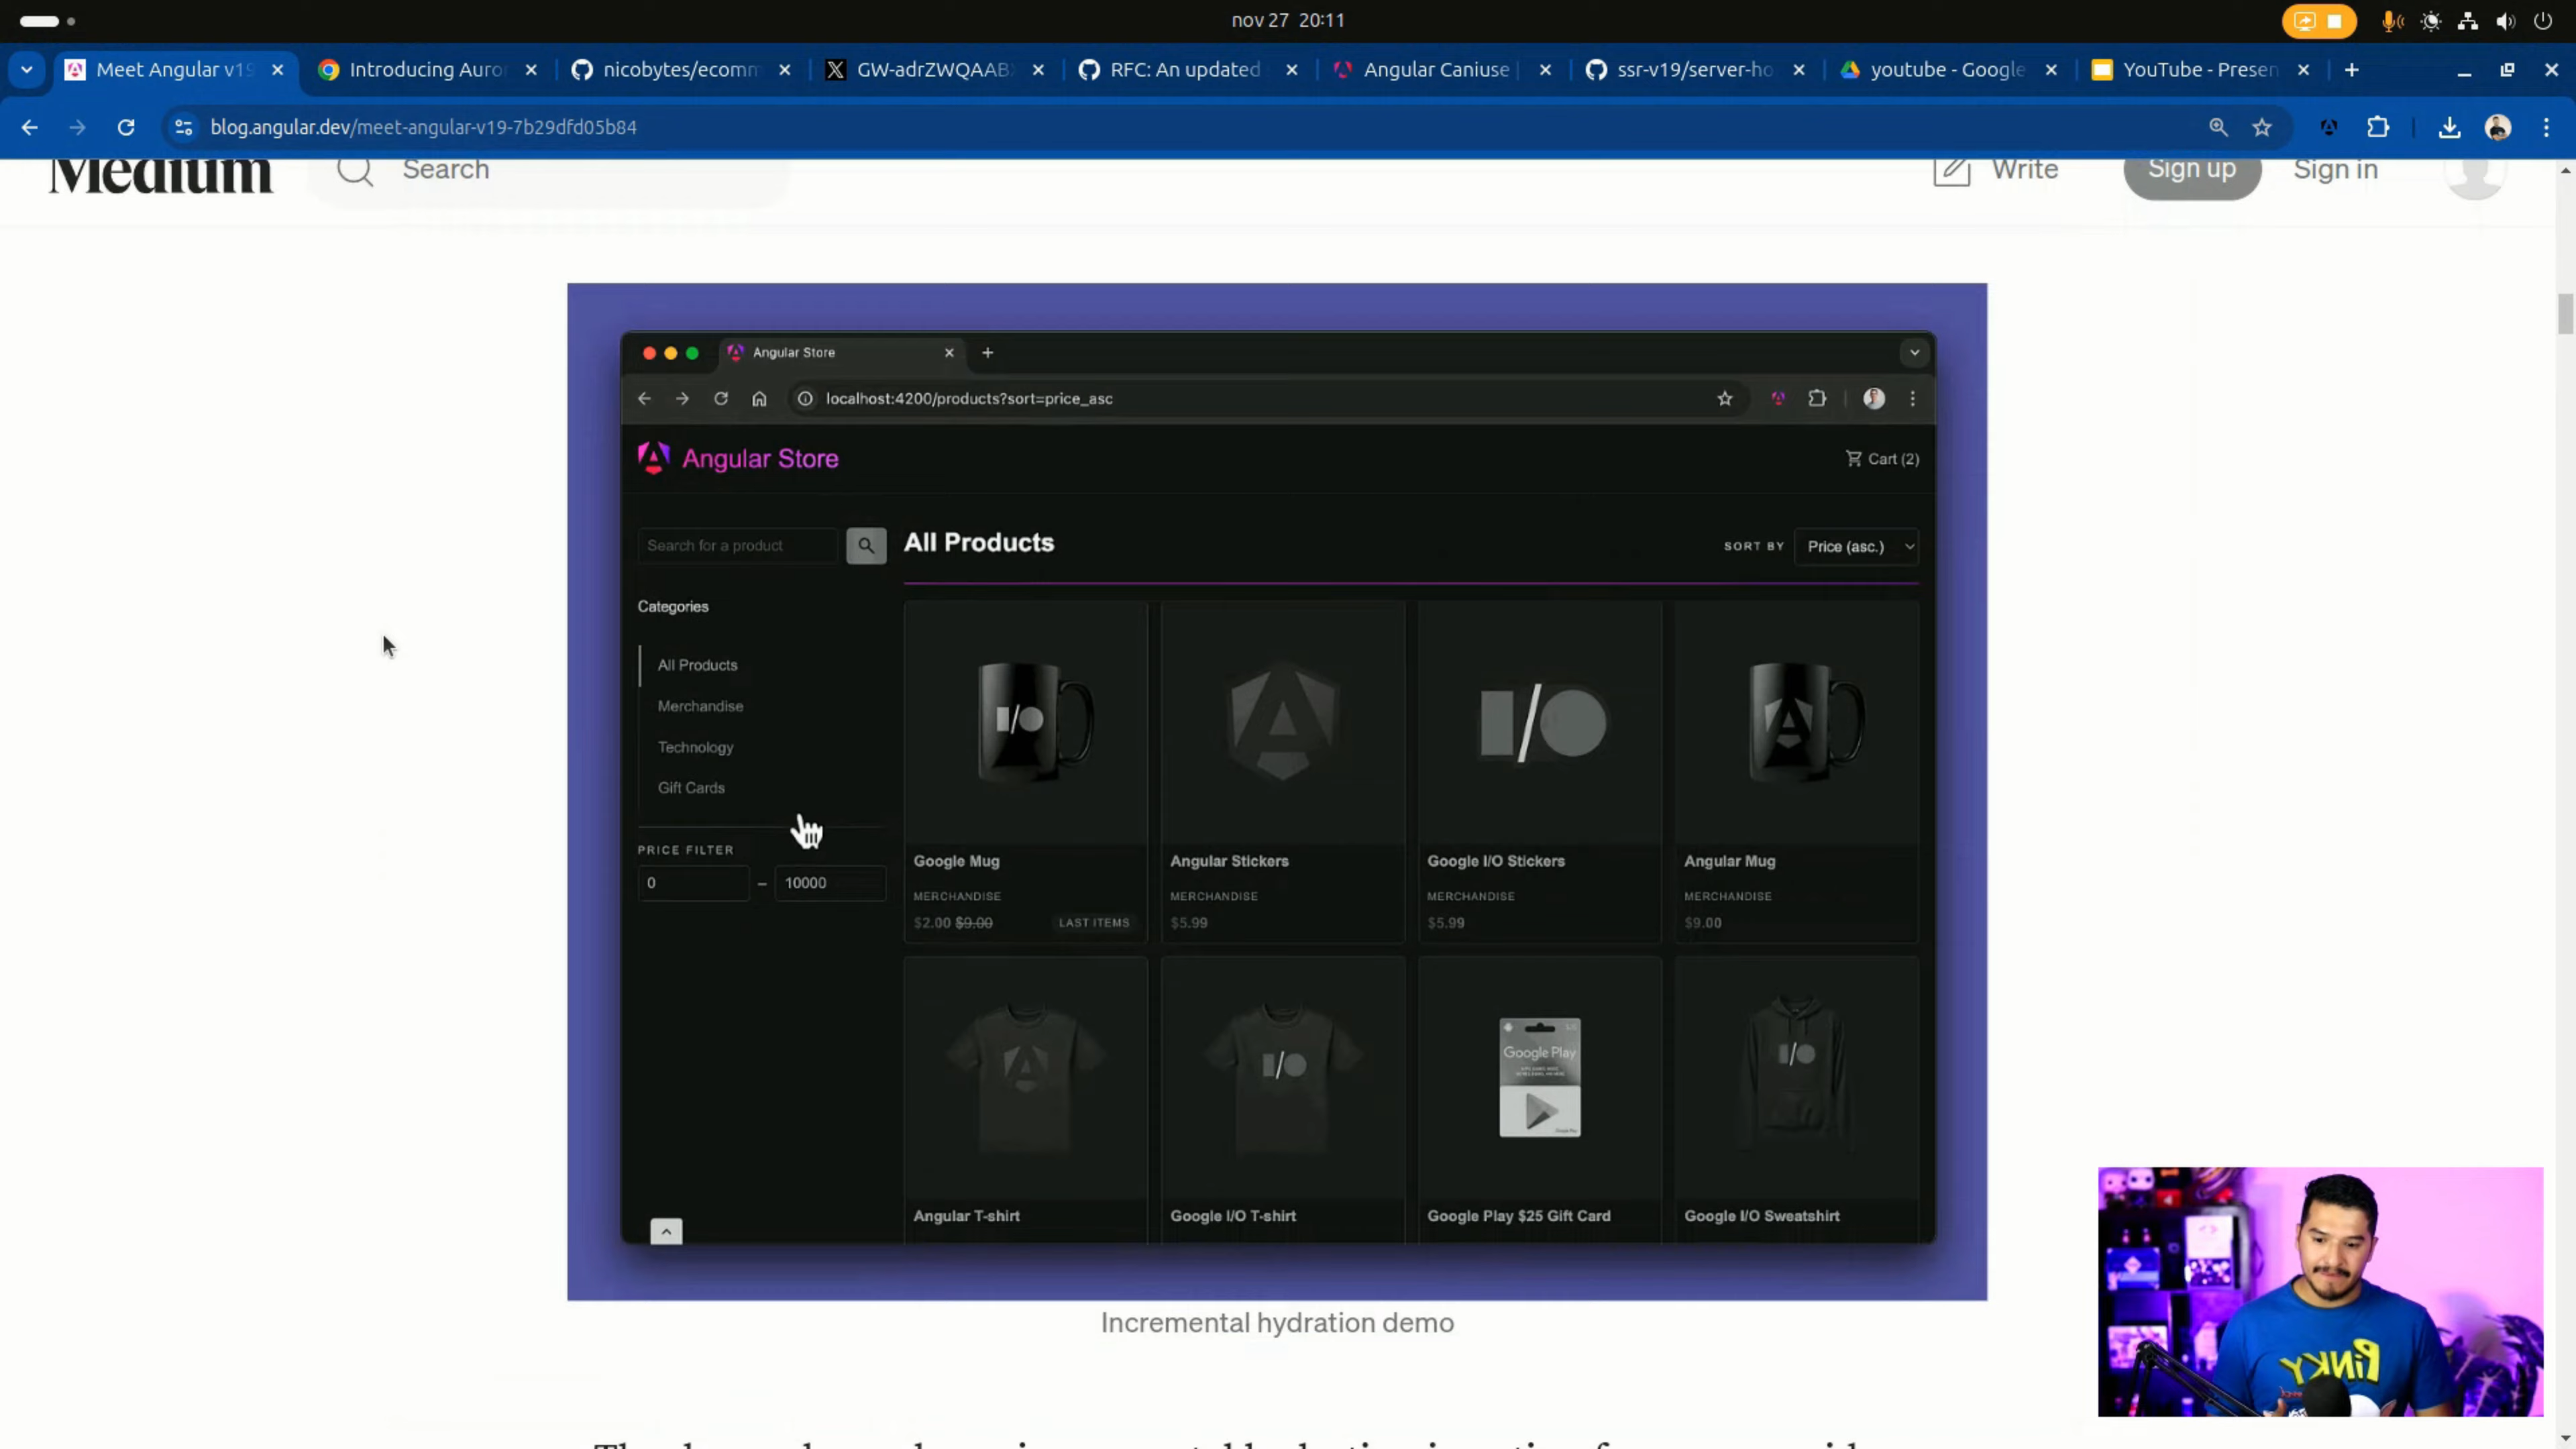 nov 27 20:11
Meet Angular v19
Introducing Auro
nicobytes/ecomm
GW-adrZWQAAB
RFC: An updated
Angular Caniuse
ssr-v19/server-ho
youtube - Google
YouTube - Presen
blog.angular.dev/meet-angular-v19-7b29dfd05b84
Medium
Search
Write
Sign up
Sign in
Angular Store
localhost:4200/products?sort=price_asc
Angular Store
Cart (2)
Search for a product
All Products
SORT BY
Price (asc.)
Categories
All Products
Merchandise
Technology
Gift Cards
PRICE FILTER
0 – 10000
I/O
I/O
Google Mug
MERCHANDISE
$2.00 $9.00
LAST ITEMS
Angular Stickers
MERCHANDISE
$5.99
Google I/O Stickers
MERCHANDISE
$5.99
Angular Mug
MERCHANDISE
$9.00
I/O
Google Play
I/O
Angular T-shirt
Google I/O T-shirt
Google Play $25 Gift Card
Google I/O Sweatshirt
Incremental hydration demo
PiNKY